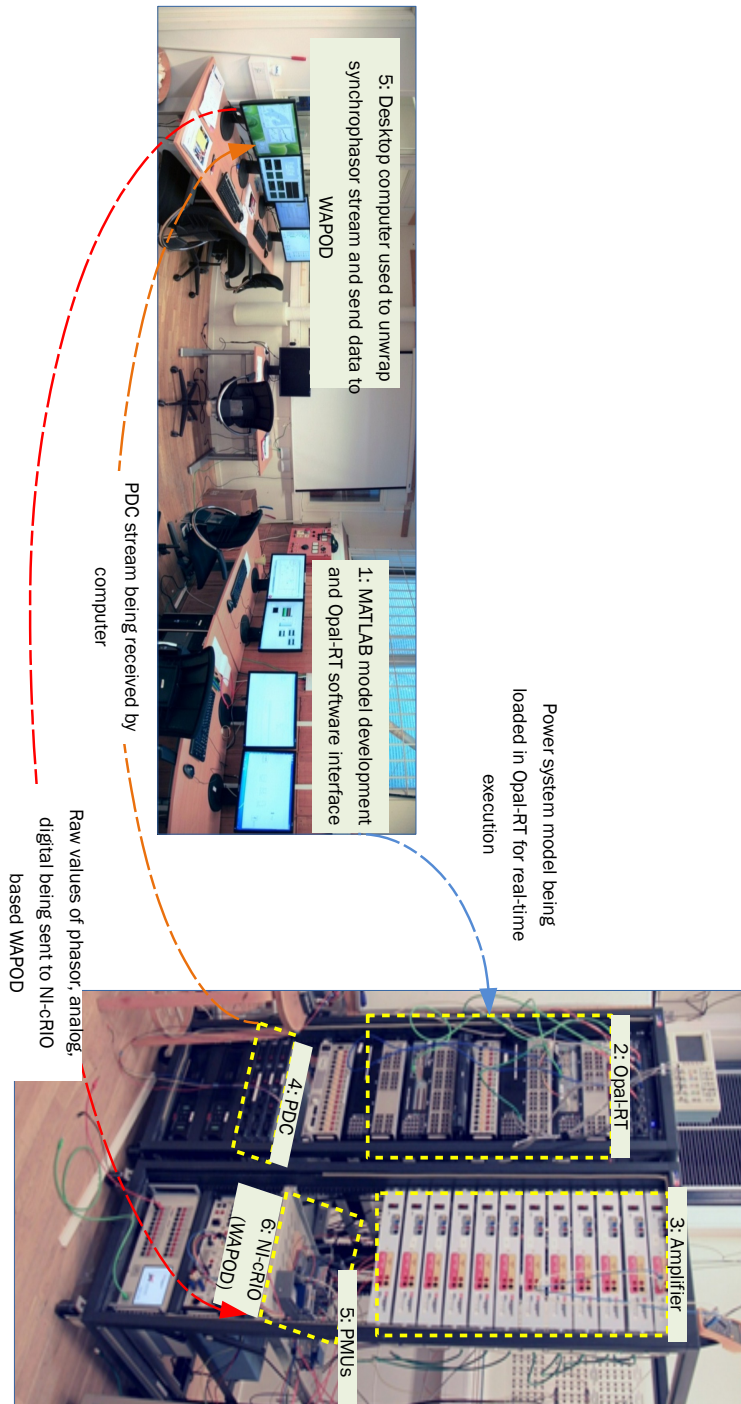 5: Desktop computer used to unwrap
synchrophasor stream and send data to
WAPOD
1: MATLAB model development
and Opal-RT software interface
Power system model being
loaded in Opal-RT for real-time
execution
PDC stream being received by
computer
Raw values of phasor, analog,
digital being sent to NI-cRIO
based WAPOD
2: Opal-RT
3: Amplifier
4: PDC
5: PMUs
6: NI-cRIO
(WAPOD)